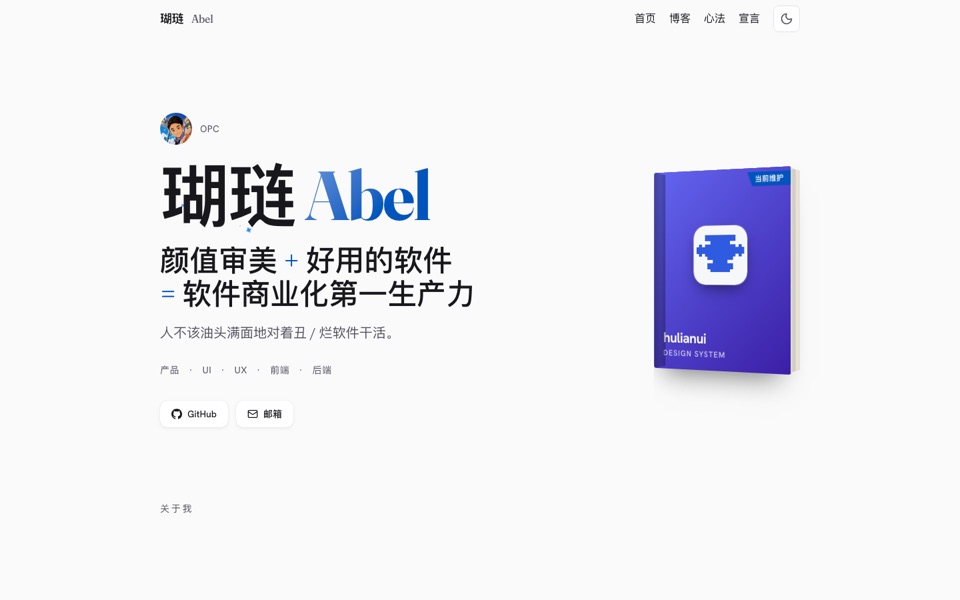 瑚琏 Abel
首页 博客 心法 宣言
OPC
瑚琏 Abel
颜值审美 + 好用的软件
= 软件商业化第一生产力
人不该油头满面地对着丑 / 烂软件干活。
产品 · UI · UX · 前端 · 后端
GitHub 邮箱
当前维护
hulianui
DESIGN SYSTEM
关于我